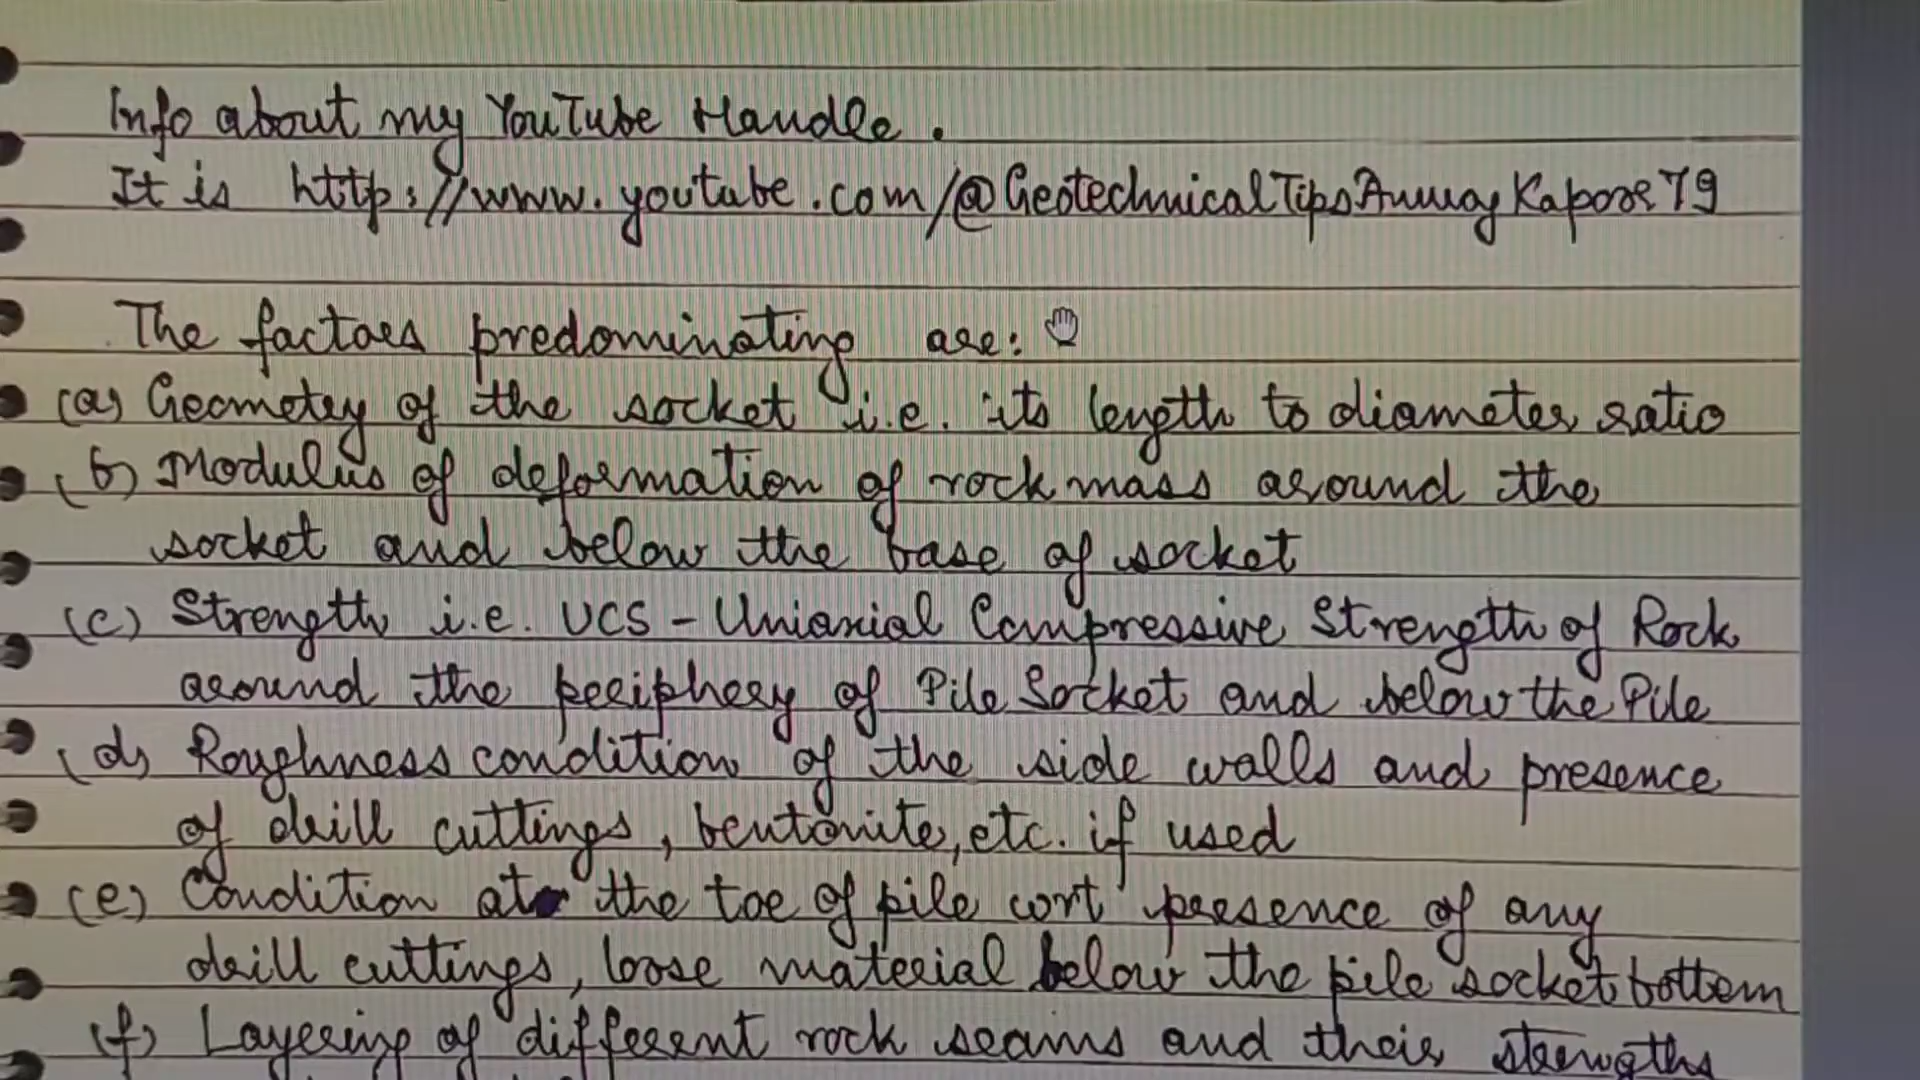 Info about my YouTube Handle.
It is http://www.youtube.com/@GeotechnicalTipsAnuragKapoor79
The factors predominating are:
(a) Geometry of the socket i.e. its length to diameter ratio
(b) Modulus of deformation of rock mass around the
socket and below the base of socket
(c) Strength i.e. UCS - Uniaxial Compressive Strength of Rock
around the periphery of Pile Socket and below the Pile
(d) Roughness condition of the side walls and presence
of drill cuttings, bentonite, etc. if used
(e) Condition at the toe of pile wrt presence of any
drill cuttings, loose material below the pile socket bottom
(f) Layering of different rock seams and their strengths